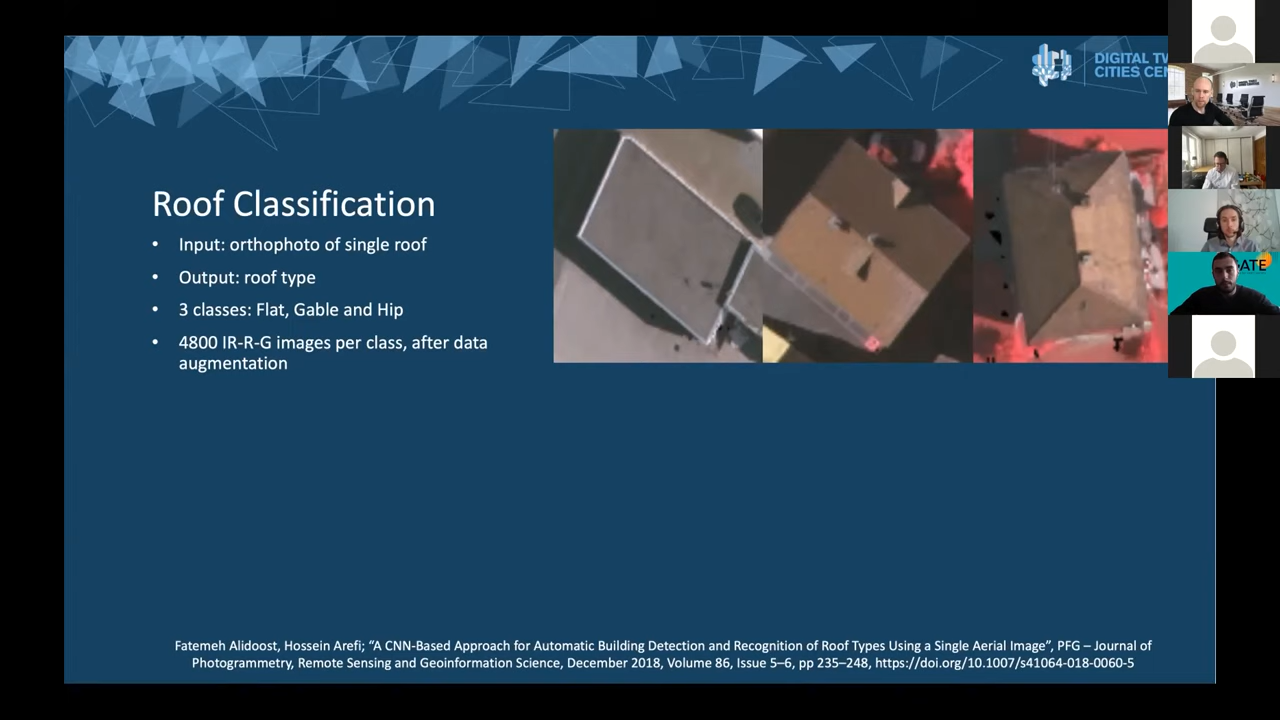 DIGITAL TW
CITIES CEN
Roof Classification
• Input: orthophoto of single roof
• Output: roof type
• 3 classes: Flat, Gable and Hip
• 4800 IR-R-G images per class, after data
augmentation
ATE
Fatemeh Alidoost, Hossein Arefi; “A CNN-Based Approach for Automatic Building Detection and Recognition of Roof Types Using a Single Aerial Image”, PFG – Journal of
Photogrammetry, Remote Sensing and Geoinformation Science, December 2018, Volume 86, Issue 5–6, pp 235–248, https://doi.org/10.1007/s41064-018-0060-5